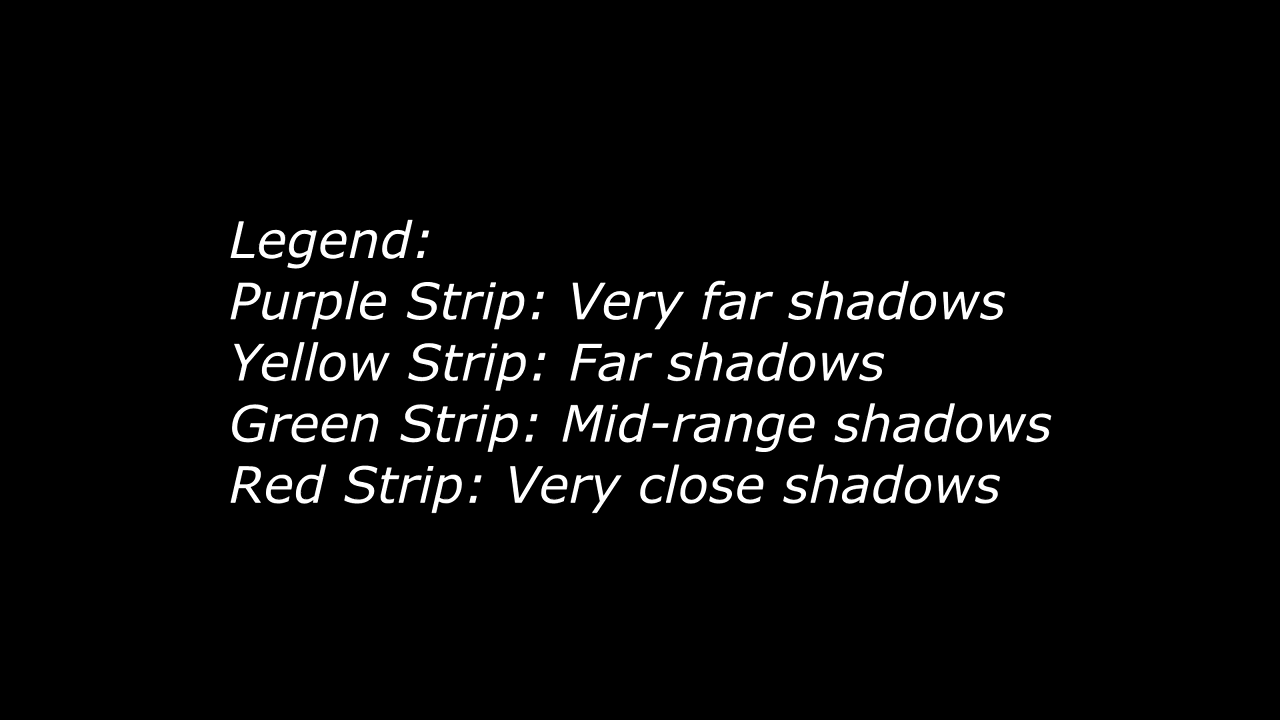 Legend:
Purple Strip: Very far shadows
Yellow Strip: Far shadows
Green Strip: Mid-range shadows
Red Strip: Very close shadows